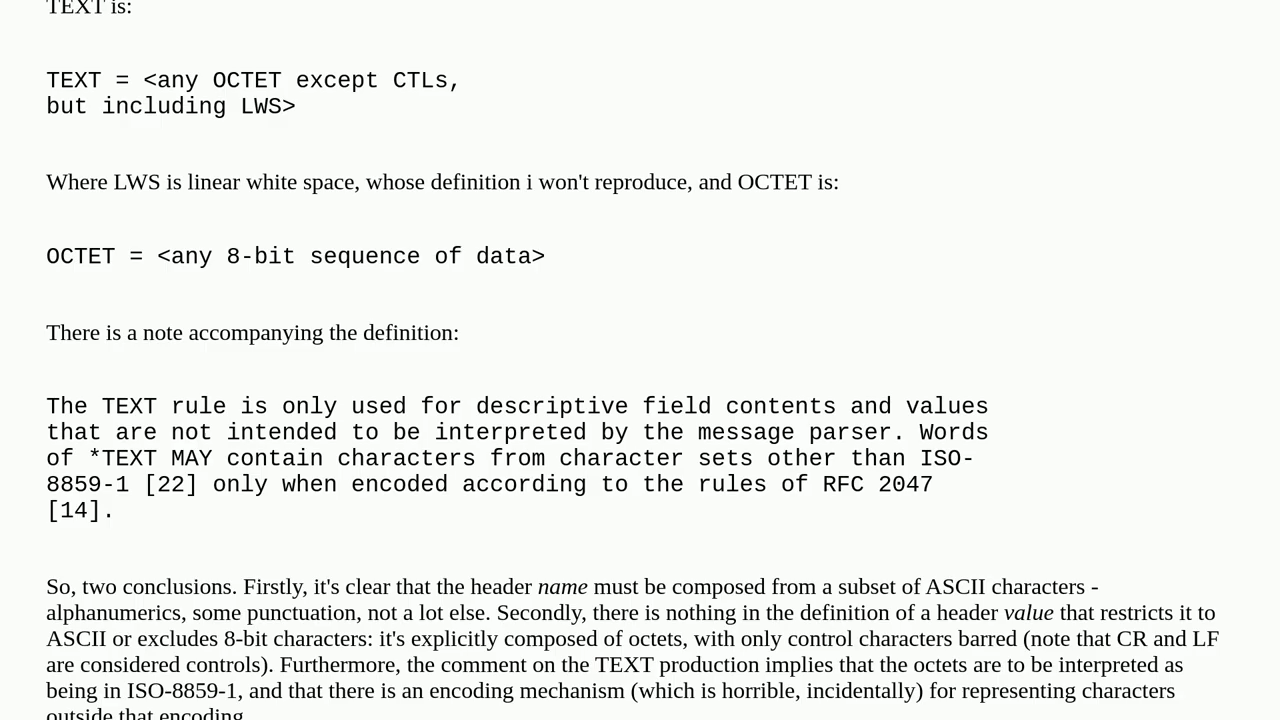 TEXT is:
TEXT = <any OCTET except CTLs,
but including LWS>
Where LWS is linear white space, whose definition i won't reproduce, and OCTET is:
OCTET = <any 8-bit sequence of data>
There is a note accompanying the definition:
The TEXT rule is only used for descriptive field contents and values
that are not intended to be interpreted by the message parser. Words
of *TEXT MAY contain characters from character sets other than ISO-
8859-1 [22] only when encoded according to the rules of RFC 2047
[14].
So, two conclusions. Firstly, it's clear that the header name must be composed from a subset of ASCII characters -
alphanumerics, some punctuation, not a lot else. Secondly, there is nothing in the definition of a header value that restricts it to
ASCII or excludes 8-bit characters: it's explicitly composed of octets, with only control characters barred (note that CR and LF
are considered controls). Furthermore, the comment on the TEXT production implies that the octets are to be interpreted as
being in ISO-8859-1, and that there is an encoding mechanism (which is horrible, incidentally) for representing characters
outside that encoding.